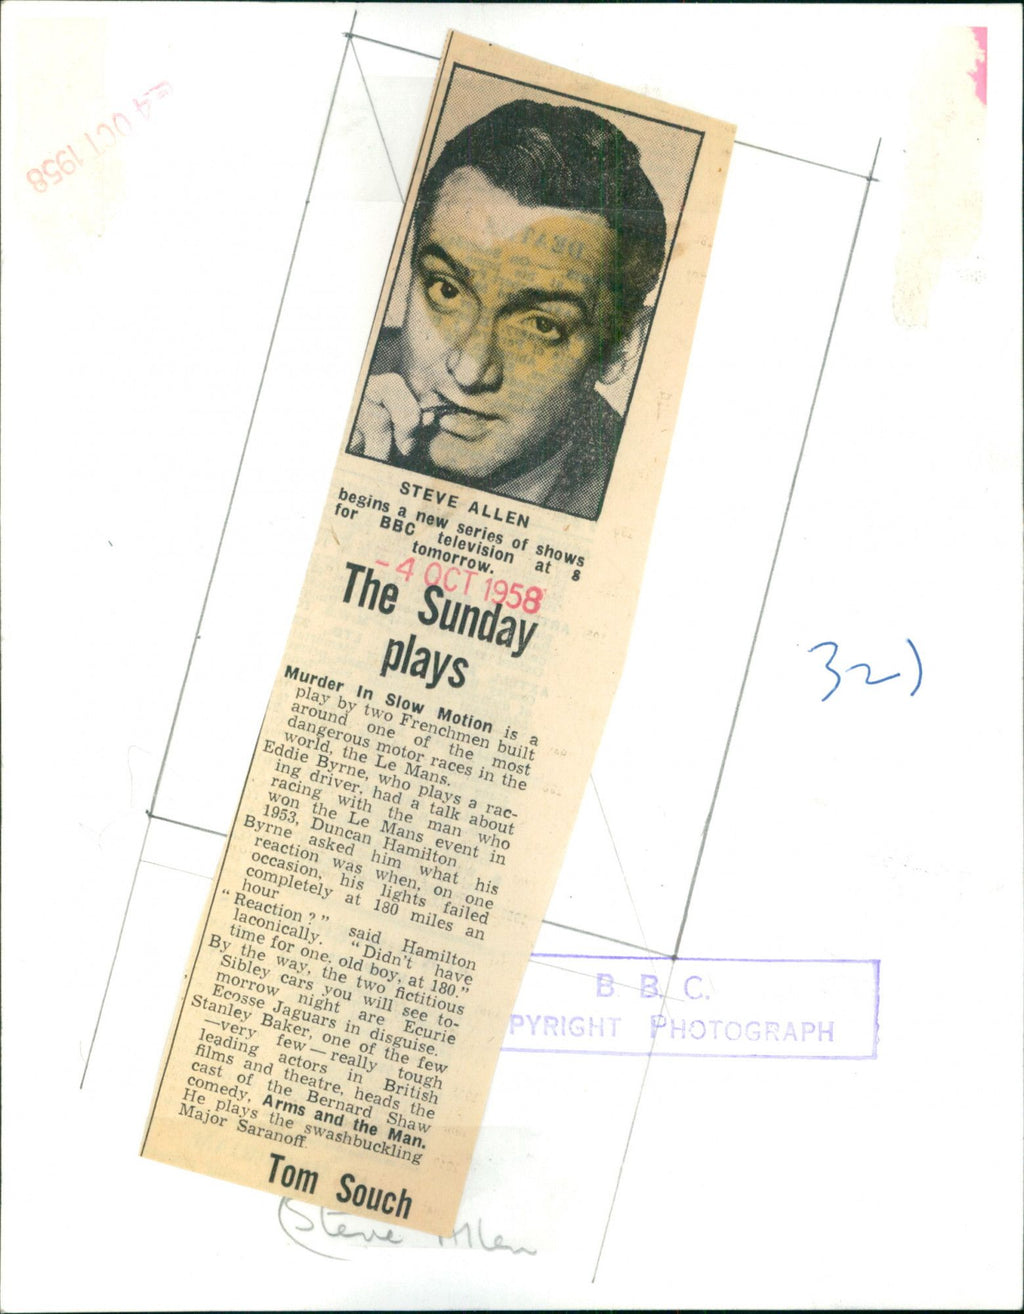 -4 OCT 1958
STEVE ALLEN
begins a new series of shows
for BBC television at 8
tomorrow.
-4 OCT 1958
The Sunday
plays
Murder In Slow Motion is a
play by two Frenchmen built
around one of the most
dangerous motor races in the
world, the Le Mans.
Eddie Byrne, who plays a rac-
ing driver, had a talk about
racing with the man who
won the Le Mans event in
1953, Duncan Hamilton.
Byrne asked him what his
reaction was when, on one
occasion, his lights failed
completely at 180 miles an
hour
"Reaction?" said Hamilton
laconically. "Didn't have
time for one, old boy, at 180."
By the way, the two fictitious
Sibley cars you will see to-
morrow night are Ecurie
Ecosse Jaguars in disguise.
Stanley Baker, one of the few
—very few—really tough
leading actors in British
films and theatre, heads the
cast of the Bernard Shaw
comedy, Arms and the Man.
He plays the swashbuckling
Major Saranoff.
Tom Souch
Steve Allen
32)
B. B. C.
PYRIGHT PHOTOGRAPH